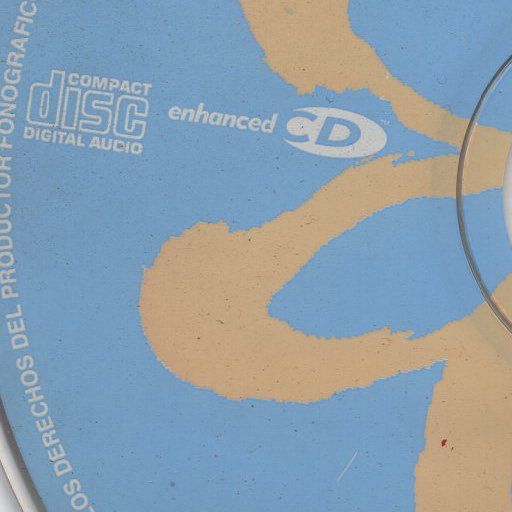 COMPACT
disc
DIGITAL AUDIO
enhanced CD
LOS DERECHOS DEL PRODUCTOR FONOGRAFIC